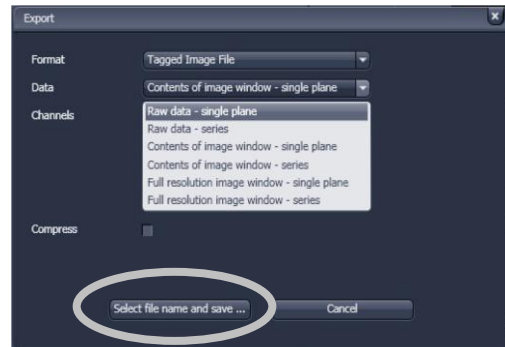 Export
Format Tagged Image File
Data Contents of image window - single plane
Channels Raw data - single plane
Raw data - series
Contents of image window - single plane
Contents of image window - series
Full resolution image window - single plane
Full resolution image window - series
Compress
Select file name and save ... Cancel